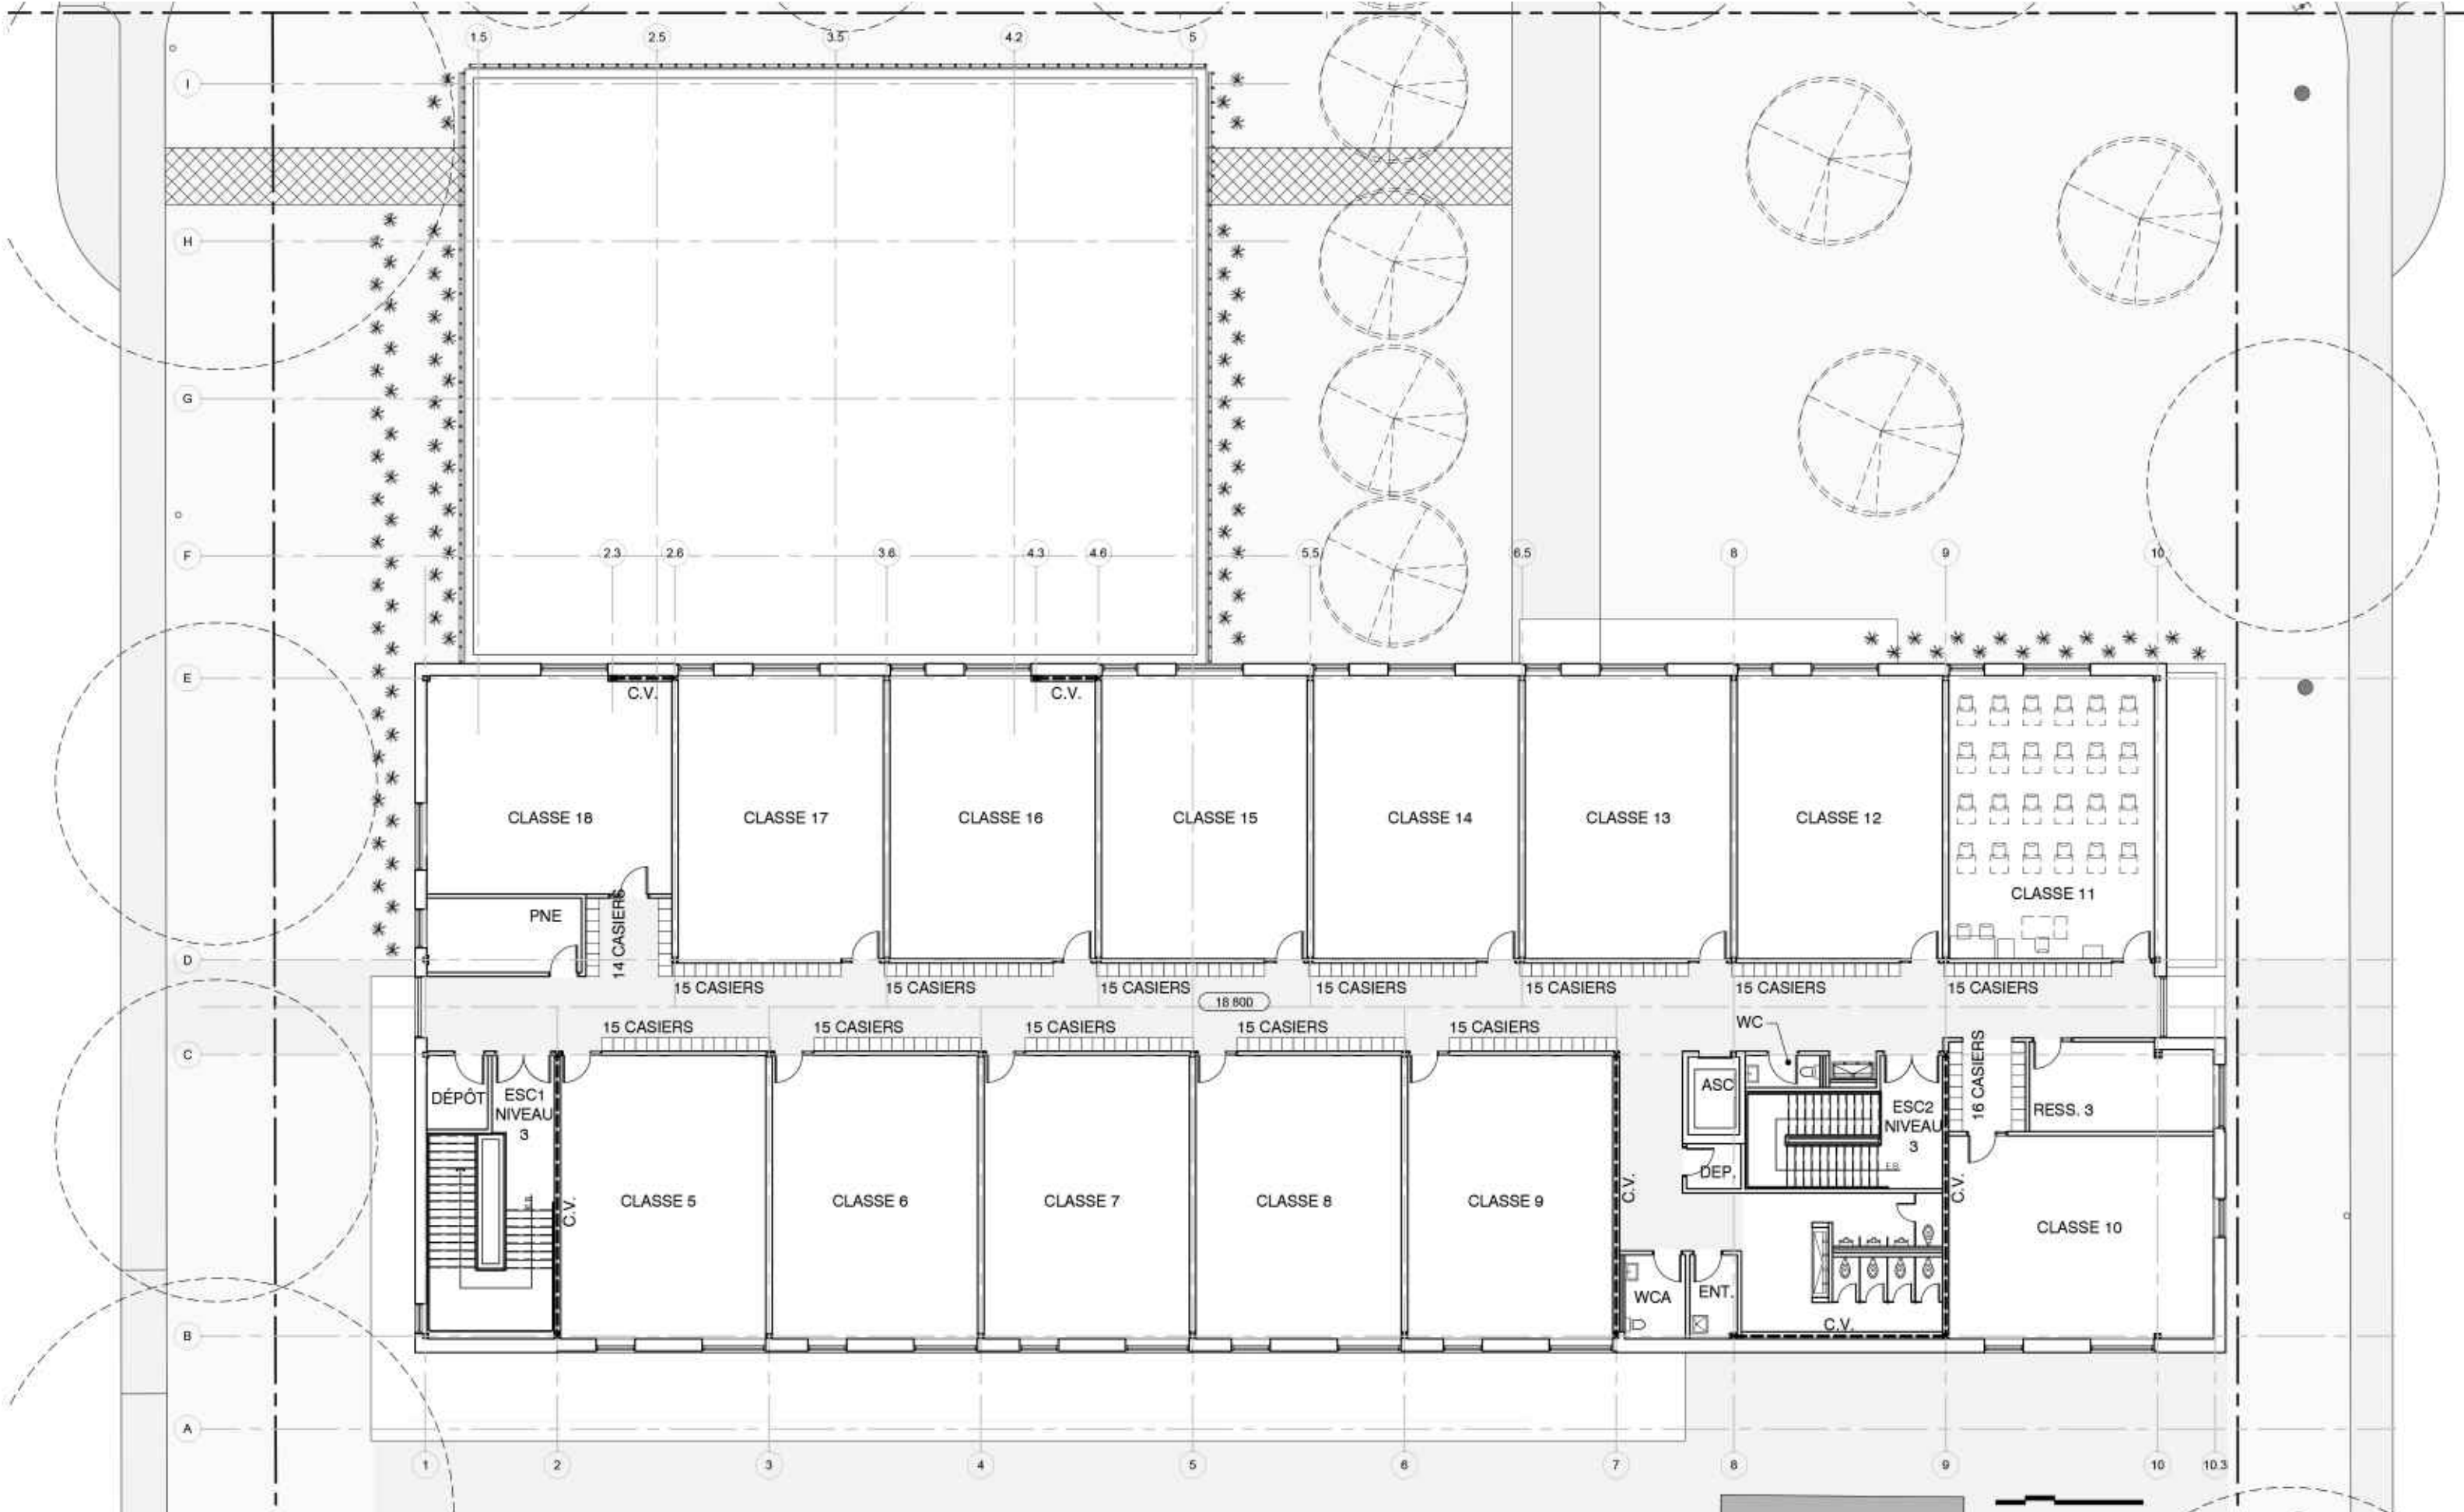 1.5 2.5 3.5 4.2 5
I
H
G
F
2.3 2.6 3.6 4.3 4.6 5.5 6.5 8 9 10
E
C.V. C.V.
CLASSE 18 CLASSE 17 CLASSE 16 CLASSE 15 CLASSE 14 CLASSE 13 CLASSE 12
CLASSE 11
PNE
14 CASIERS
D
15 CASIERS 15 CASIERS 15 CASIERS 15 CASIERS 15 CASIERS 15 CASIERS 15 CASIERS
18 800
15 CASIERS 15 CASIERS 15 CASIERS 15 CASIERS 15 CASIERS
WC
C
16 CASIERS
DÉPÔT
ESC1
NIVEAU
3
ASC
ESC2
NIVEAU
3
RESS. 3
DEP.
E.B.
C.V.
C.V.
C.V.
CLASSE 5 CLASSE 6 CLASSE 7 CLASSE 8 CLASSE 9
CLASSE 10
WCA
ENT.
C.V.
B
A
1 2 3 4 5 6 7 8 9 10 10.3